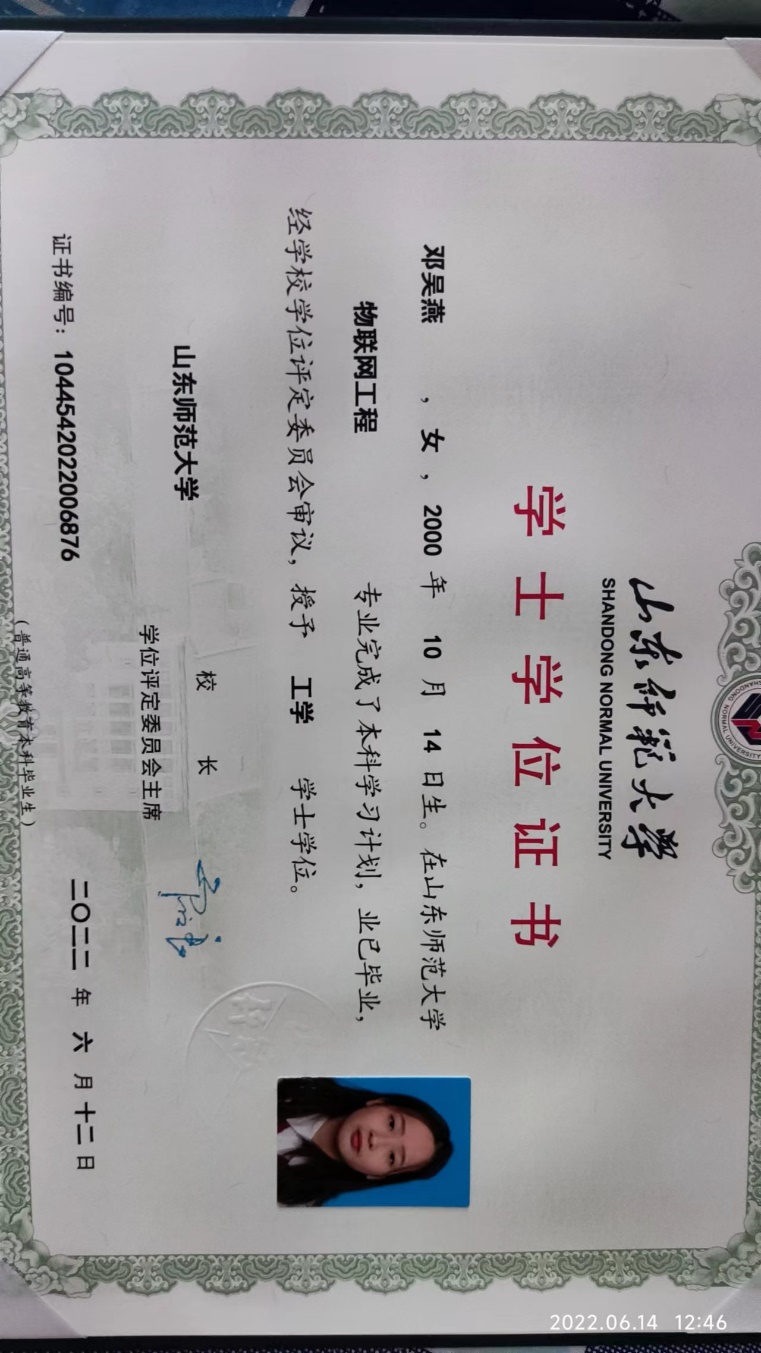 山东师范大学
SHANDONG NORMAL UNIVERSITY
学士学位证书
邓吴燕 ，女，2000 年 10 月 14 日生。在山东师范大学
物联网工程 专业完成了本科学习计划，业已毕业，
经学校学位评定委员会审议，授予 工学 学士学位。
山东师范大学
校 长
学位评定委员会主席
证书编号：1044542022006876
二〇二二 年 六 月 十二 日
（普通高等教育本科毕业生）
2022.06.14 12:46